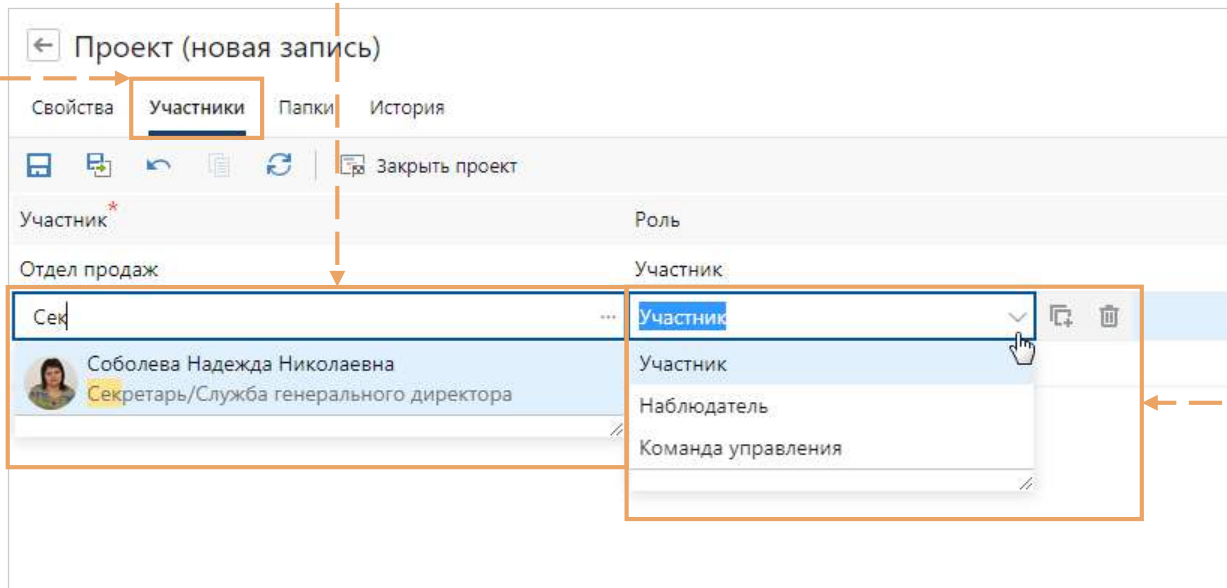 Проект (новая запись)
Свойства Участники Папки История
Закрыть проект
Участник* Роль
Отдел продаж Участник
Сек ... Участник
Соболева Надежда Николаевна
Секретарь/Служба генерального директора
Участник
Наблюдатель
Команда управления